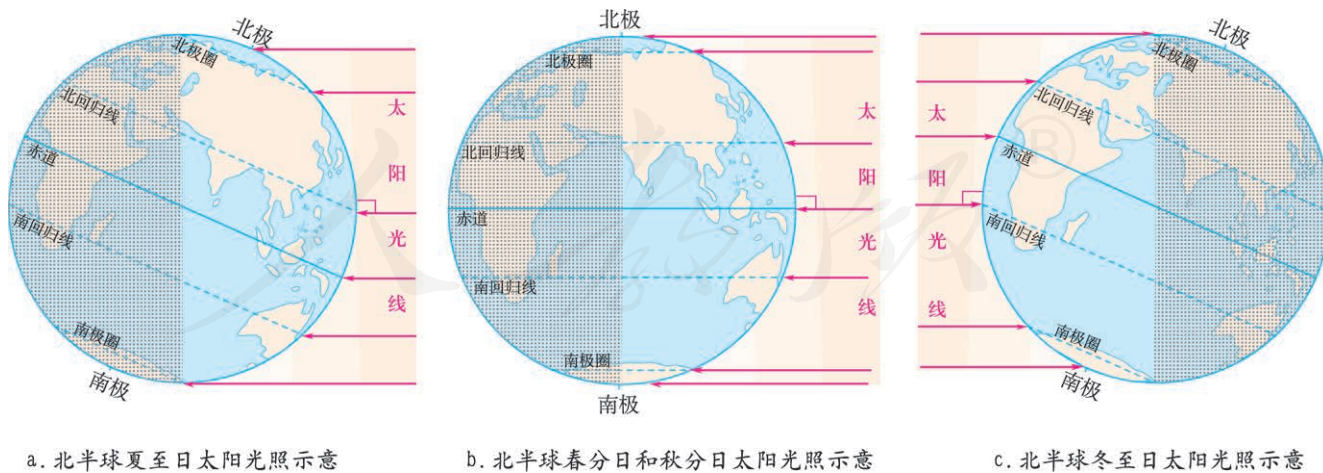 北极
北极圈
北回归线
赤道
南回归线
南极圈
南极
太
阳
光
线
a.北半球夏至日太阳光照示意
北极
北极圈
北回归线
赤道
南回归线
南极圈
南极
太
阳
光
线
b.北半球春分日和秋分日太阳光照示意
北极
北极圈
北回归线
赤道
南回归线
南极圈
南极
太
阳
光
线
c.北半球冬至日太阳光照示意